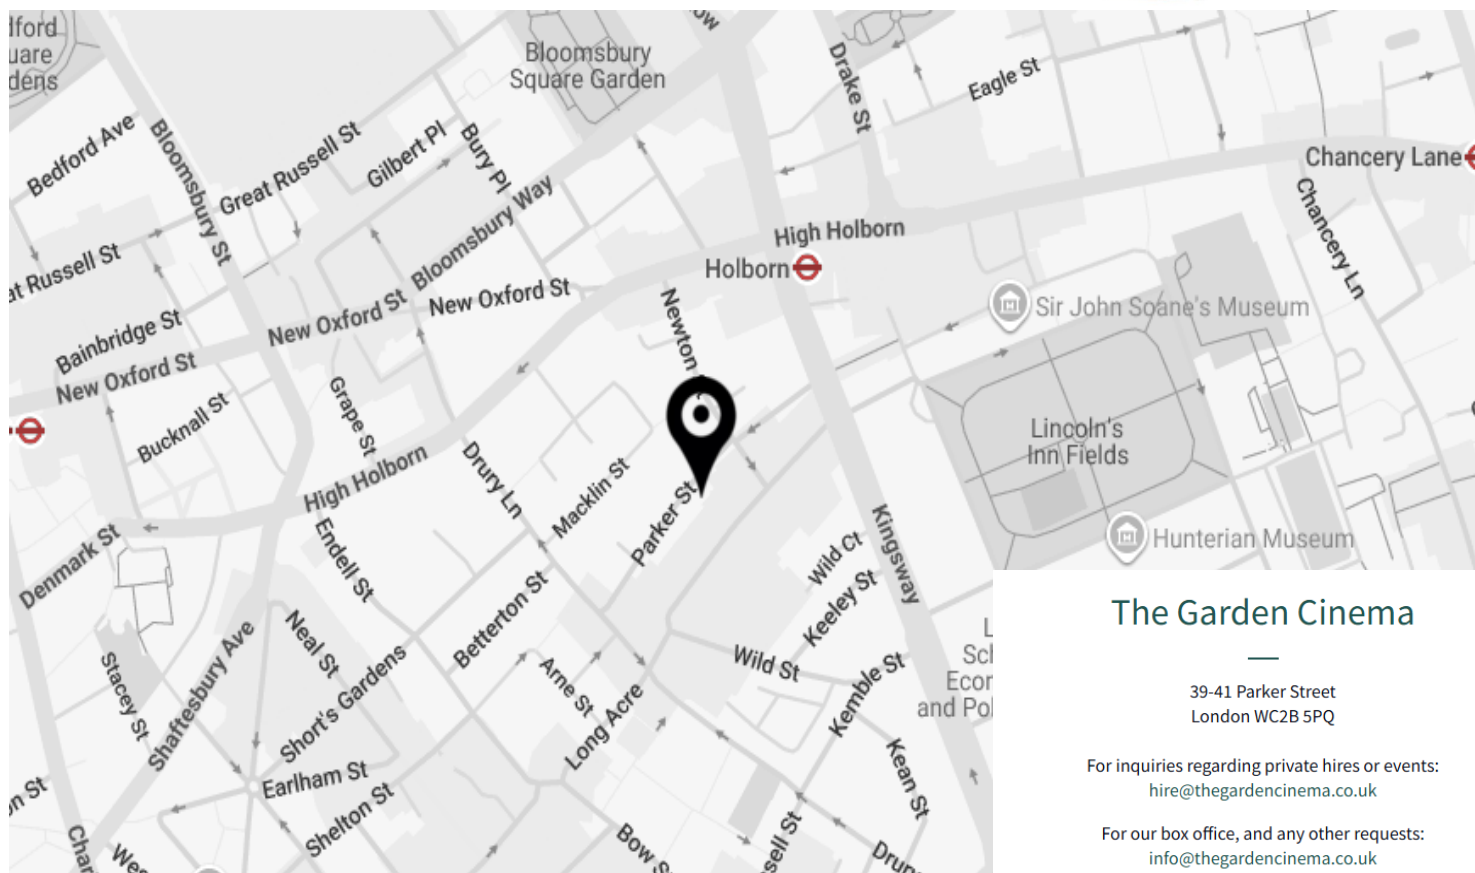 Bloomsbury
Square Garden
Drake St
Eagle St
Bedford Ave
Bloomsbury St
Great Russell St
Gilbert Pl
Bury Pl
Bloomsbury Way
Chancery Lane
Chancery Ln
High Holborn
Holborn
Russell St
New Oxford St
New Oxford St
Bainbridge St
New Oxford St
Newton
Sir John Soane's Museum
Bucknall St
Grape St
High Holborn
Drury Ln
Macklin St
Parker St
Lincoln's
Inn Fields
Hunterian Museum
Kingsway
Denmark St
Endell St
Wild Ct
Keeley St
Betterton St
Neal St
Short's Gardens
Shaftesbury Ave
Stacey St
Arne St
Long Acre
Wild St
Kemble St
Kean St
and
Earlham St
Shelton St
Bow
The Garden Cinema
39-41 Parker Street
London WC2B 5PQ
For inquiries regarding private hires or events:
hire@thegardencinema.co.uk
For our box office, and any other requests:
info@thegardencinema.co.uk